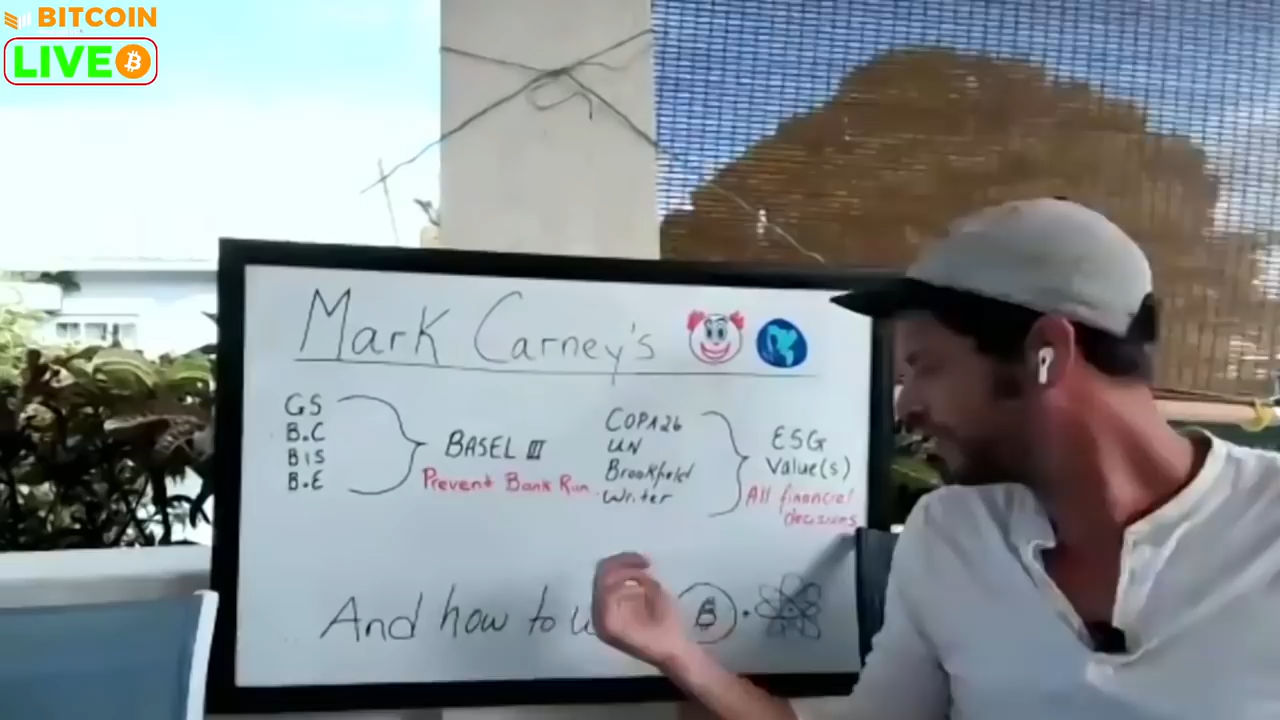 BITCOIN
LIVE
Mark Carney's
GS
B.C
BIS
B.E
BASEL III
Prevent Bank Run
COPA26
UN
Brookfield
Writer
ESG
Value(s)
All financial
decisions
And how to
B